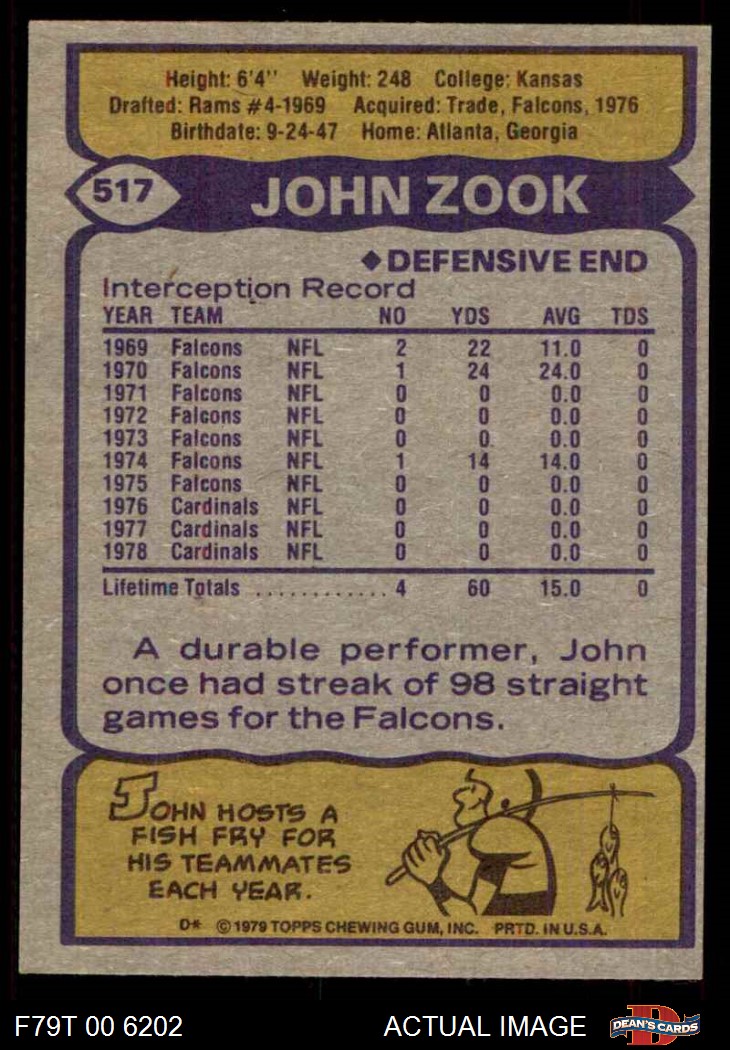 Height: 6'4'' Weight: 248 College: Kansas
Drafted: Rams #4-1969 Acquired: Trade, Falcons, 1976
Birthdate: 9-24-47 Home: Atlanta, Georgia
517 JOHN ZOOK
◆DEFENSIVE END
Interception Record
YEAR TEAM NO YDS AVG TDS
1969 Falcons NFL 2 22 11.0 0
1970 Falcons NFL 1 24 24.0 0
1971 Falcons NFL 0 0 0.0 0
1972 Falcons NFL 0 0 0.0 0
1973 Falcons NFL 0 0 0.0 0
1974 Falcons NFL 1 14 14.0 0
1975 Falcons NFL 0 0 0.0 0
1976 Cardinals NFL 0 0 0.0 0
1977 Cardinals NFL 0 0 0.0 0
1978 Cardinals NFL 0 0 0.0 0
Lifetime Totals ............ 4 60 15.0 0
A durable performer, John
once had streak of 98 straight
games for the Falcons.
JOHN HOSTS A
FISH FRY FOR
HIS TEAMMATES
EACH YEAR.
D* © 1979 TOPPS CHEWING GUM, INC. PRTD. IN U.S.A.
F79T 00 6202 ACTUAL IMAGE D DEAN'S CARDS